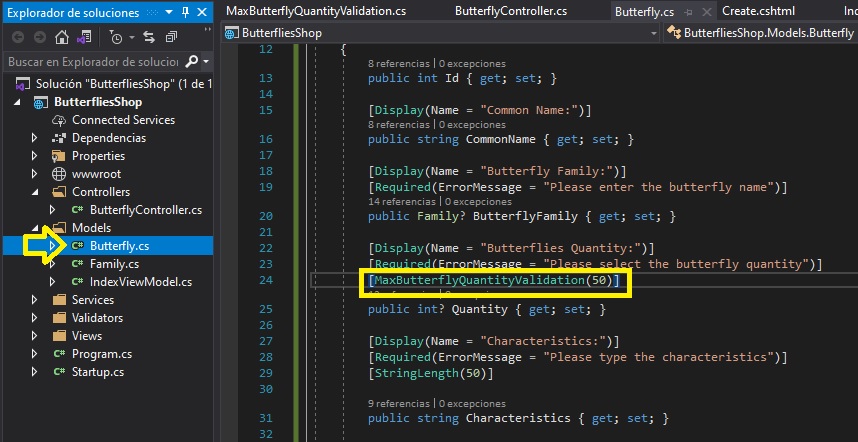 Explorador de soluciones
Buscar en Explorador de solucione
Solución "ButterfliesShop" (1 de 1
ButterfliesShop
Connected Services
Dependencias
Properties
wwwroot
Controllers
ButterflyController.cs
Models
Butterfly.cs
Family.cs
IndexViewModel.cs
Services
Validators
Views
Program.cs
Startup.cs
MaxButterflyQuantityValidation.cs ButterflyController.cs Butterfly.cs Create.cshtml Inc
ButterfliesShop ButterfliesShop.Models.Butterfly
12 {
8 referencias | 0 excepciones
13 public int Id { get; set; }
14
15 [Display(Name = "Common Name:")]
8 referencias | 0 excepciones
16 public string CommonName { get; set; }
17
18 [Display(Name = "Butterfly Family:")]
19 [Required(ErrorMessage = "Please enter the butterfly name")]
14 referencias | 0 excepciones
20 public Family? ButterflyFamily { get; set; }
21
22 [Display(Name = "Butterflies Quantity:")]
23 [Required(ErrorMessage = "Please select the butterfly quantity")]
24 [MaxButterflyQuantityValidation(50)]
25 public int? Quantity { get; set; }
26
27 [Display(Name = "Characteristics:")]
28 [Required(ErrorMessage = "Please type the characteristics")]
29 [StringLength(50)]
30
9 referencias | 0 excepciones
31 public string Characteristics { get; set; }
32